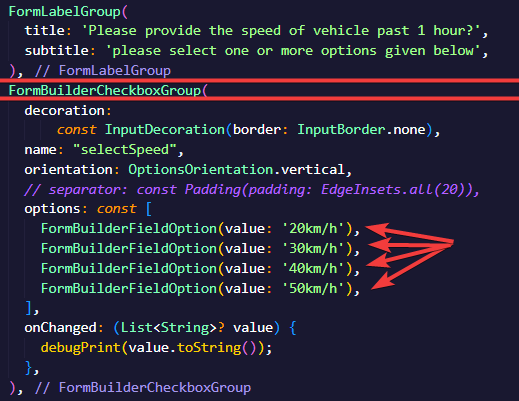 FormLabelGroup(
  title: 'Please provide the speed of vehicle past 1 hour?',
  subtitle: 'please select one or more options given below',
), // FormLabelGroup
FormBuilderCheckboxGroup(
  decoration:
      const InputDecoration(border: InputBorder.none),
  name: "selectSpeed",
  orientation: OptionsOrientation.vertical,
  // separator: const Padding(padding: EdgeInsets.all(20)),
  options: const [
    FormBuilderFieldOption(value: '20km/h'),
    FormBuilderFieldOption(value: '30km/h'),
    FormBuilderFieldOption(value: '40km/h'),
    FormBuilderFieldOption(value: '50km/h'),
  ],
  onChanged: (List<String>? value) {
    debugPrint(value.toString());
  },
), // FormBuilderCheckboxGroup